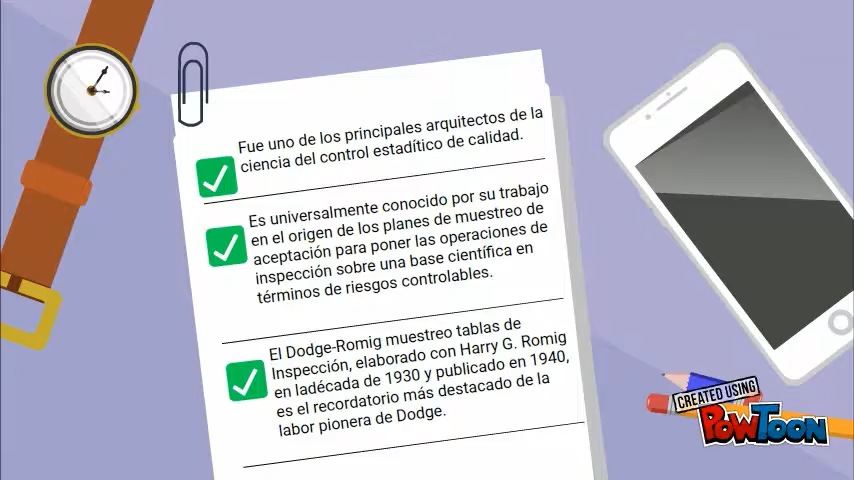 Fue uno de los principales arquitectos de la
ciencia del control estadítico de calidad.
Es universalmente conocido por su trabajo
en el origen de los planes de muestreo de
aceptación para poner las operaciones de
inspección sobre una base científica en
términos de riesgos controlables.
El Dodge-Romig muestreo tablas de
Inspección, elaborado con Harry G. Romig
en ladécada de 1930 y publicado en 1940,
es el recordatorio más destacado de la
labor pionera de Dodge.
CREATED USING
POWTOON